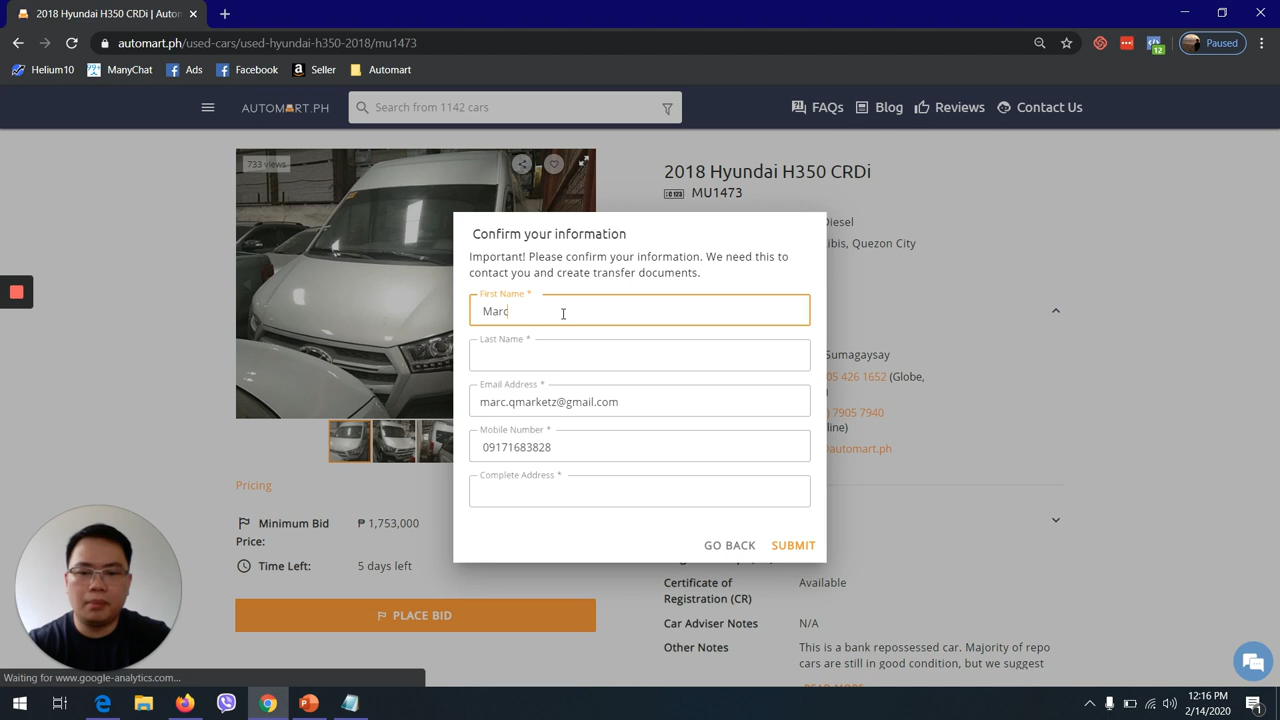 2018 Hyundai H350
automart.ph/used-cars/used-hyundai-h350-2018/mu1473
12
Paused
Helium10
99+
ManyChat
Ads
Facebook
Seller
Automart
AUTOMART.PH
Search from 1142 cars
FAQs
Blog
Reviews
Contact Us
733 views
2018 Hyundai H350 CRDi
MU1473
Diesel
Libis, Quezon City
Sumagaysay
05 426 1652 (Globe,
)
) 7905 7940
line)
automart.ph
Confirm your information
Important! Please confirm your information. We need this to
contact you and create transfer documents.
First Name *
Marc
Last Name *
Email Address *
marc.qmarketz@gmail.com
Mobile Number *
09171683828
Complete Address *
GO BACK
SUBMIT
Pricing
Minimum Bid
Price:
₱ 1,753,000
Time Left:
5 days left
PLACE BID
Certificate of
Registration (CR)
Available
Car Adviser Notes
N/A
Other Notes
This is a bank repossessed car. Majority of repo
cars are still in good condition, but we suggest
READ MORE
Waiting for www.google-analytics.com...
12:16 PM
2/14/2020
1